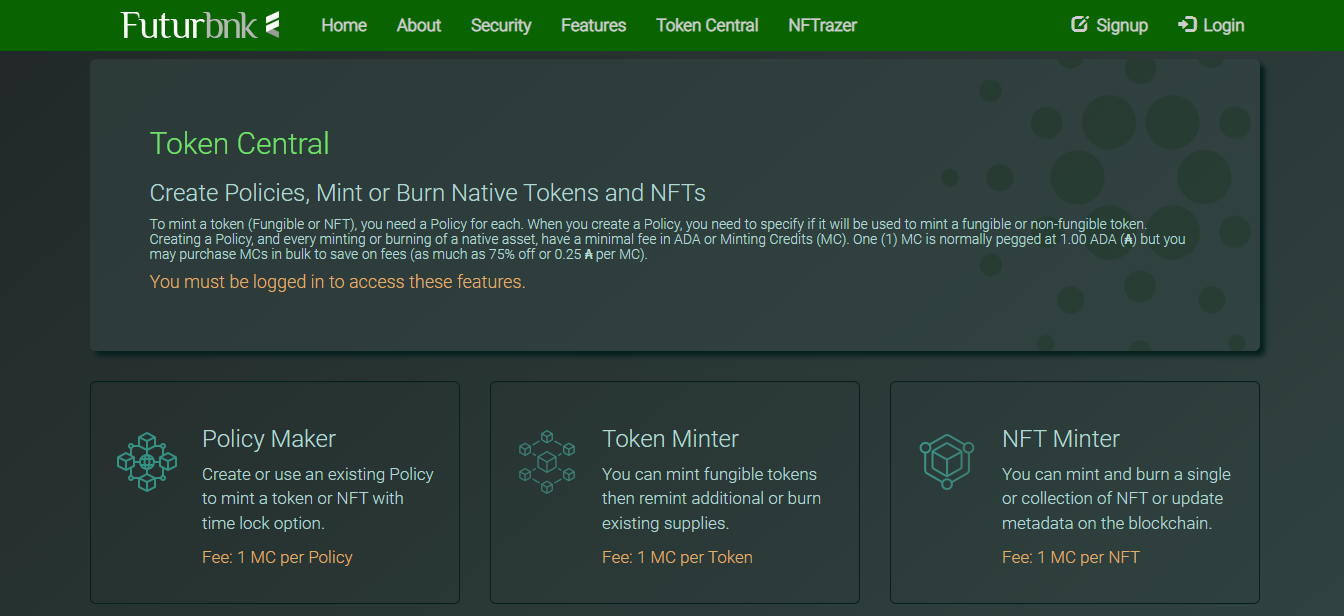 Futurbnk Home About Security Features Token Central NFTrazer Signup Login
Token Central
Create Policies, Mint or Burn Native Tokens and NFTs
To mint a token (Fungible or NFT), you need a Policy for each. When you create a Policy, you need to specify if it will be used to mint a fungible or non-fungible token.
Creating a Policy, and every minting or burning of a native asset, have a minimal fee in ADA or Minting Credits (MC). One (1) MC is normally pegged at 1.00 ADA (₳) but you
may purchase MCs in bulk to save on fees (as much as 75% off or 0.25 ₳ per MC).
You must be logged in to access these features.
Policy Maker
Create or use an existing Policy
to mint a token or NFT with
time lock option.
Fee: 1 MC per Policy
Token Minter
You can mint fungible tokens
then remint additional or burn
existing supplies.
Fee: 1 MC per Token
NFT Minter
You can mint and burn a single
or collection of NFT or update
metadata on the blockchain.
Fee: 1 MC per NFT